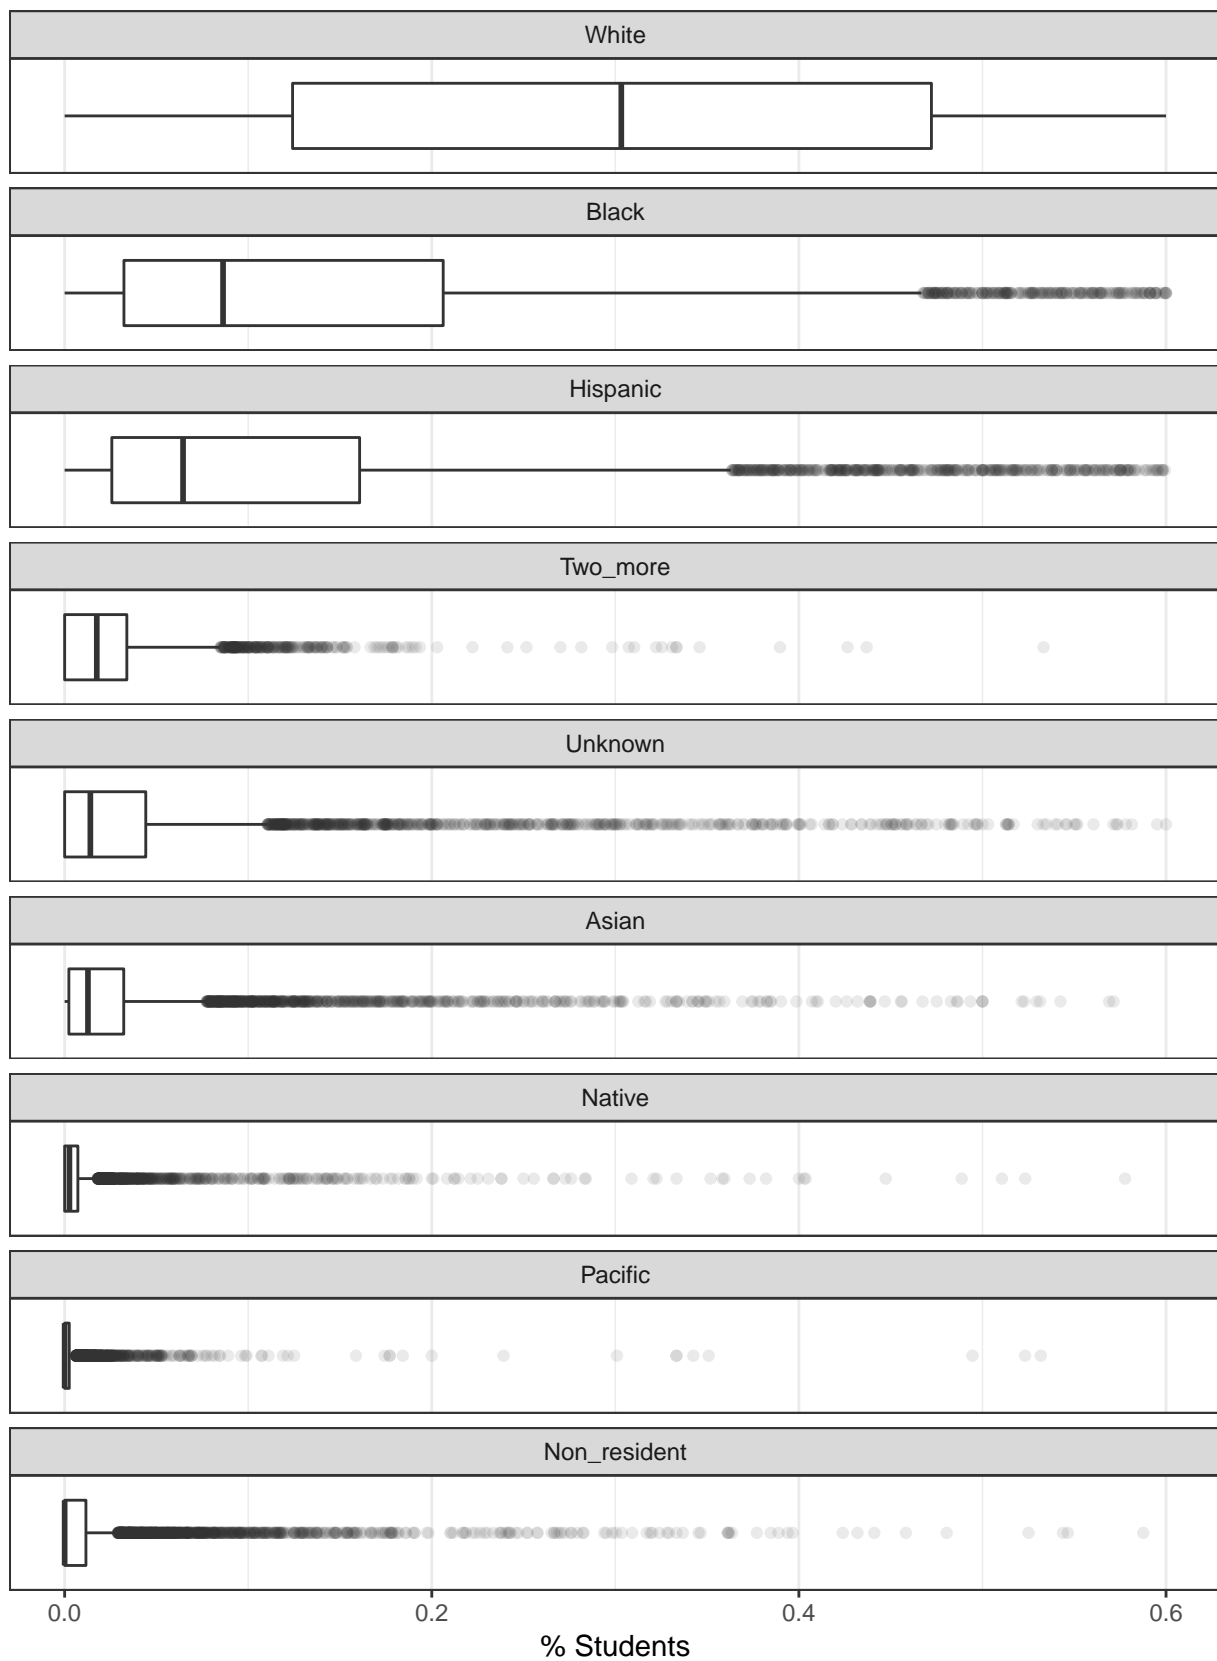 White
Black
Hispanic
Two_more
Unknown
Asian
Native
Pacific
Non_resident
0.0 0.2 0.4 0.6
% Students